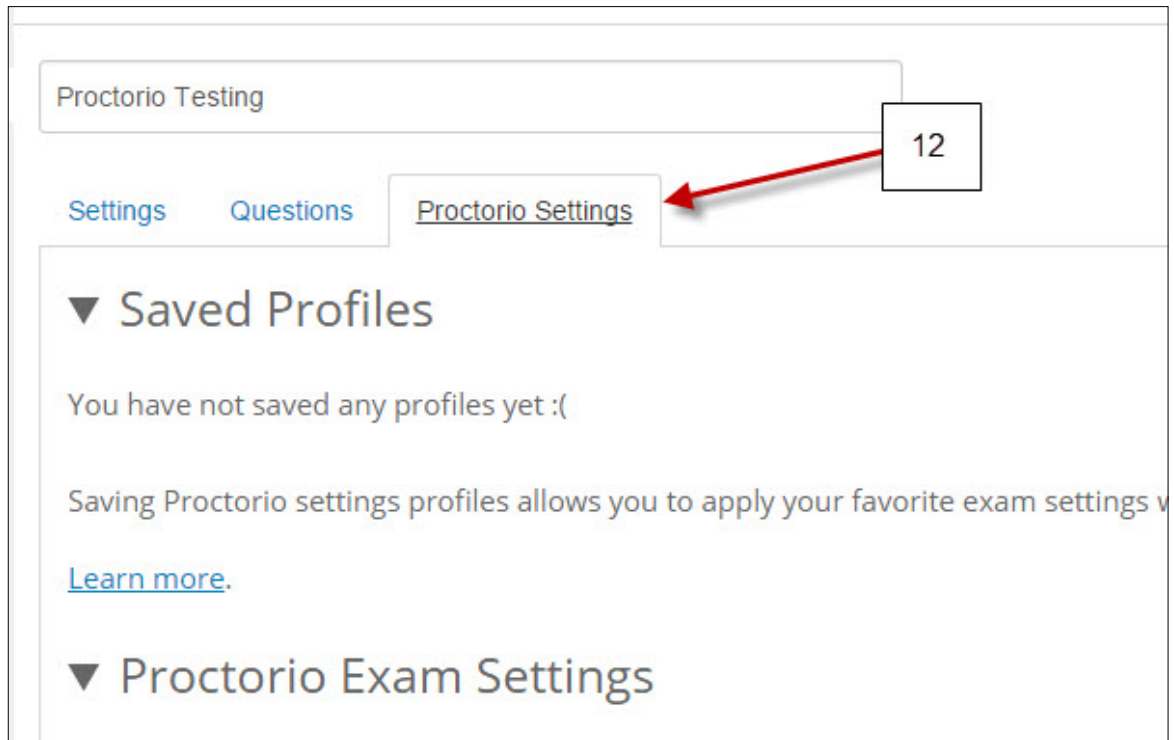 Proctorio Testing
12
Settings Questions Proctorio Settings
▼ Saved Profiles
You have not saved any profiles yet :(
Saving Proctorio settings profiles allows you to apply your favorite exam settings
Learn more.
▼ Proctorio Exam Settings